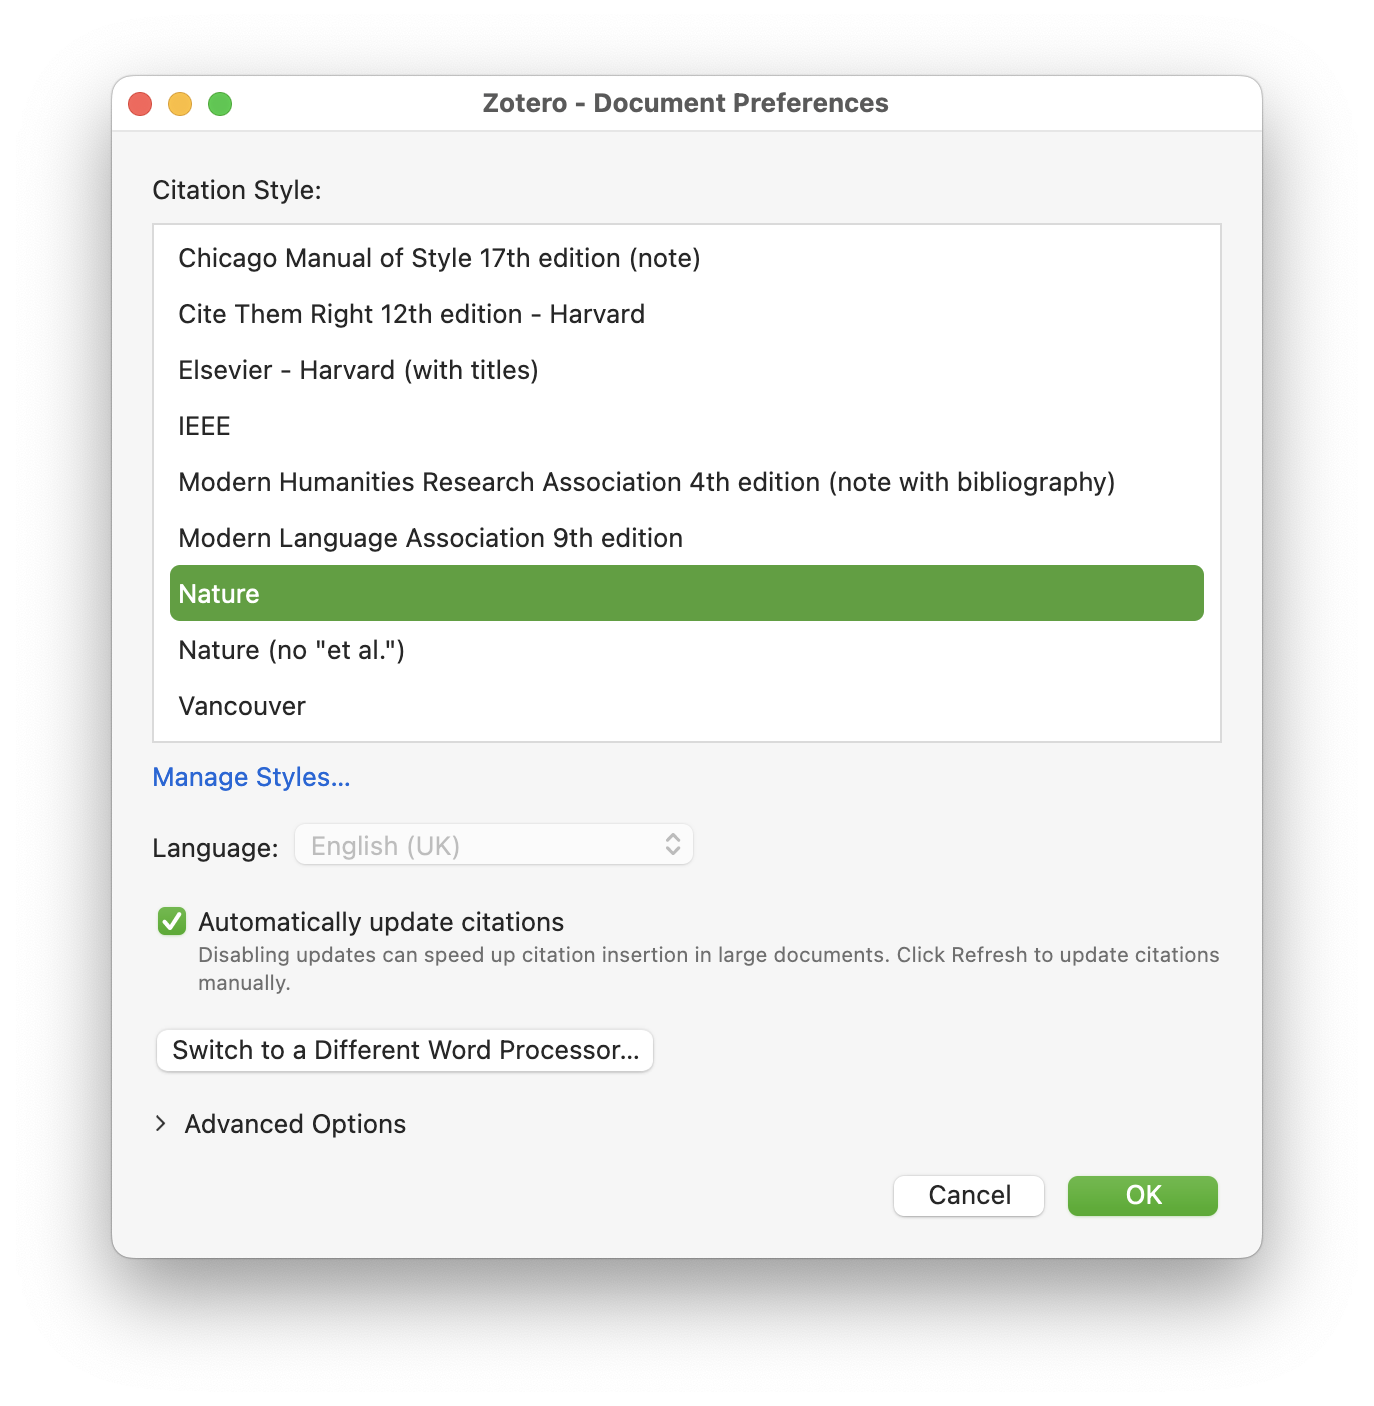 Zotero - Document Preferences
Citation Style:
Chicago Manual of Style 17th edition (note)
Cite Them Right 12th edition - Harvard
Elsevier - Harvard (with titles)
IEEE
Modern Humanities Research Association 4th edition (note with bibliography)
Modern Language Association 9th edition
Nature
Nature (no "et al.")
Vancouver
Manage Styles...
Language: English (UK)
Automatically update citations
Disabling updates can speed up citation insertion in large documents. Click Refresh to update citations
manually.
Switch to a Different Word Processor...
Advanced Options
Cancel OK